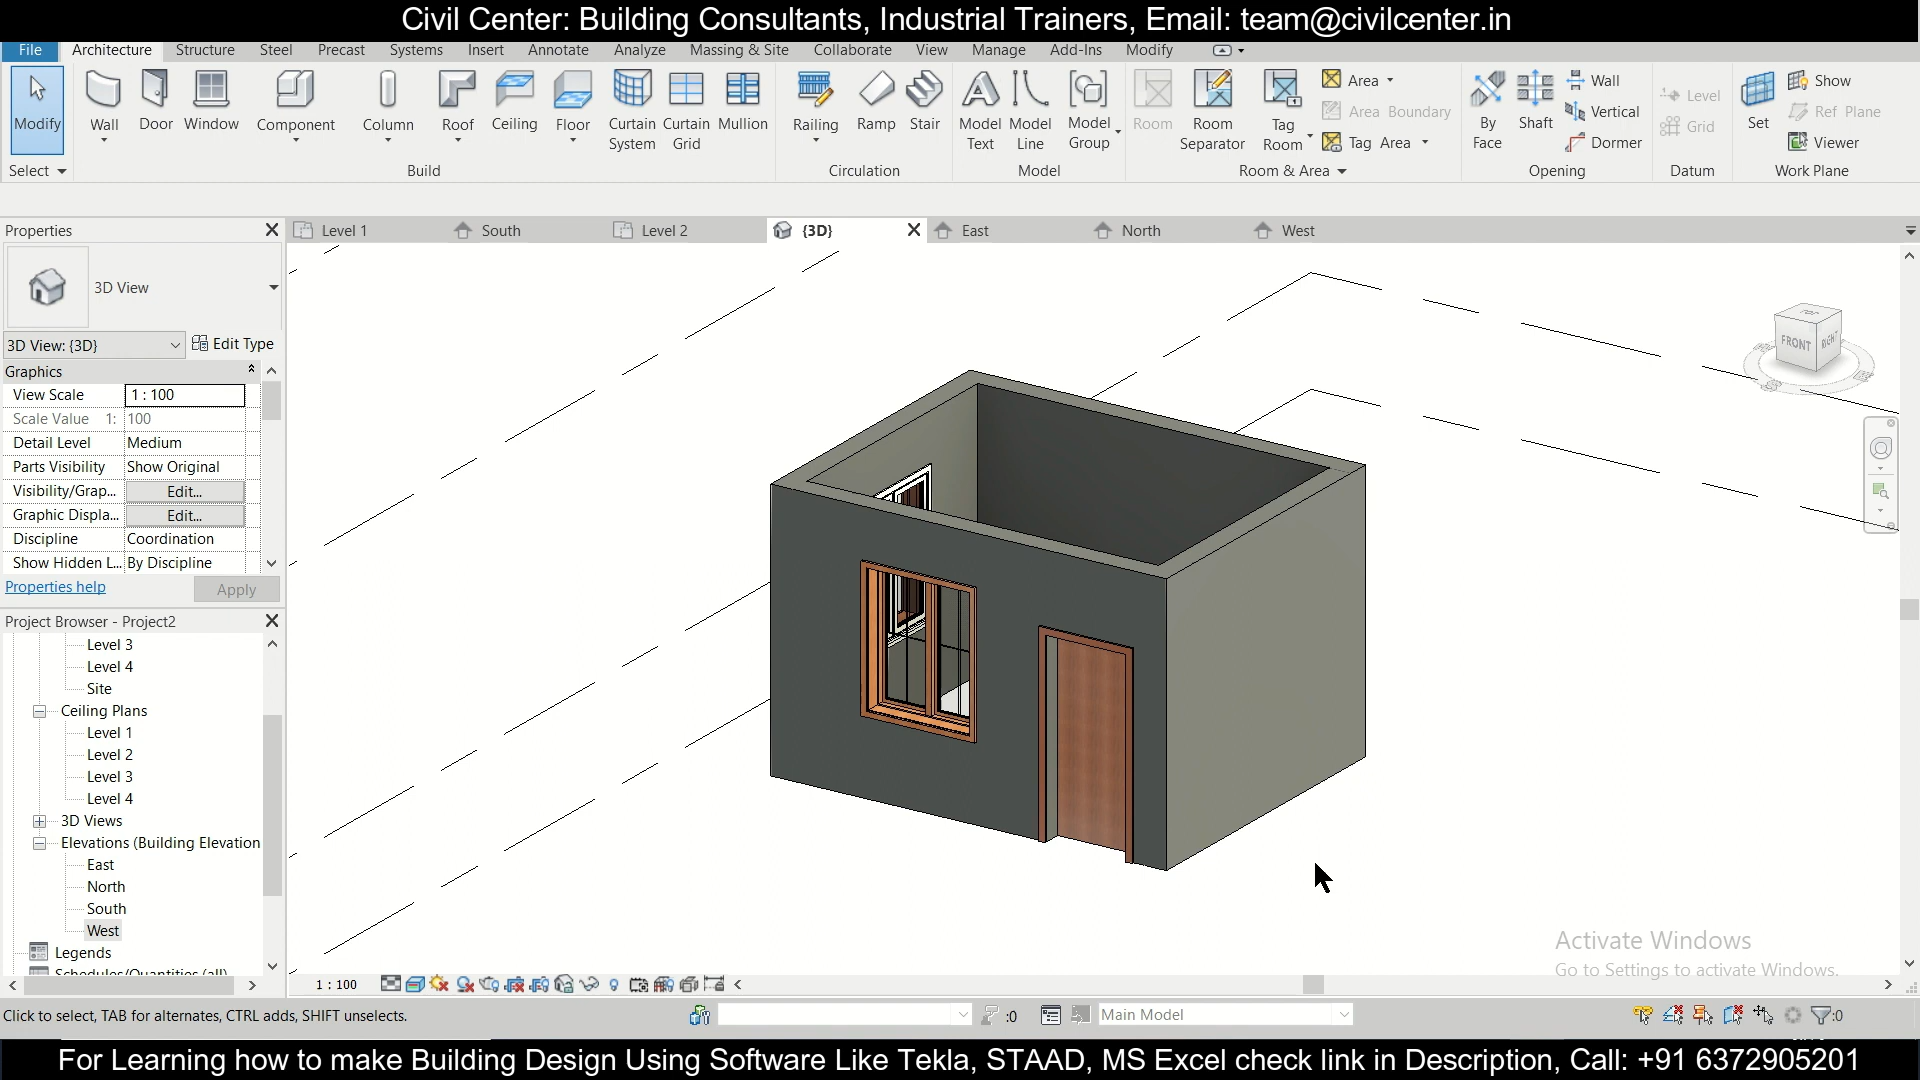 Civil Center: Building Consultants, Industrial Trainers, Email: team@civilcenter.in
File Architecture Structure Steel Precast Systems Insert Annotate Analyze Massing & Site Collaborate View Manage Add-Ins Modify
Modify Wall Door Window Component Column Roof Ceiling Floor Curtain System Curtain Grid Mullion Railing Ramp Stair Model Text Model Line Model Group Room Room Separator Tag Room
Area
Area Boundary
Tag Area
By Face Shaft
Wall
Vertical
Dormer
Level
Grid
Set
Show
Ref Plane
Viewer
Select Build Circulation Model Room & Area Opening Datum Work Plane
Properties
Level 1 South Level 2 {3D} East North West
3D View
3D View: {3D} Edit Type
Graphics
View Scale 1 : 100
Scale Value 1: 100
Detail Level Medium
Parts Visibility Show Original
Visibility/Grap... Edit...
Graphic Displa... Edit...
Discipline Coordination
Show Hidden L... By Discipline
Properties help Apply
Project Browser - Project2
Level 3
Level 4
Site
Ceiling Plans
Level 1
Level 2
Level 3
Level 4
3D Views
Elevations (Building Elevation
East
North
South
West
Legends
Schedules/Quantities (all)
TOP
FRONT RIGHT
Activate Windows
Go to Settings to activate Windows.
1 : 100
Click to select, TAB for alternates, CTRL adds, SHIFT unselects.
:0 Main Model :0
For Learning how to make Building Design Using Software Like Tekla, STAAD, MS Excel check link in Description, Call: +91 6372905201